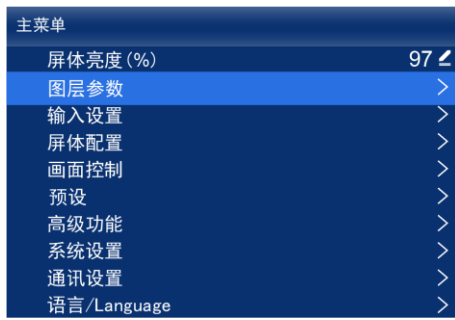 主菜单
屏体亮度(%) 97
图层参数
输入设置
屏体配置
画面控制
预设
高级功能
系统设置
通讯设置
语言/Language